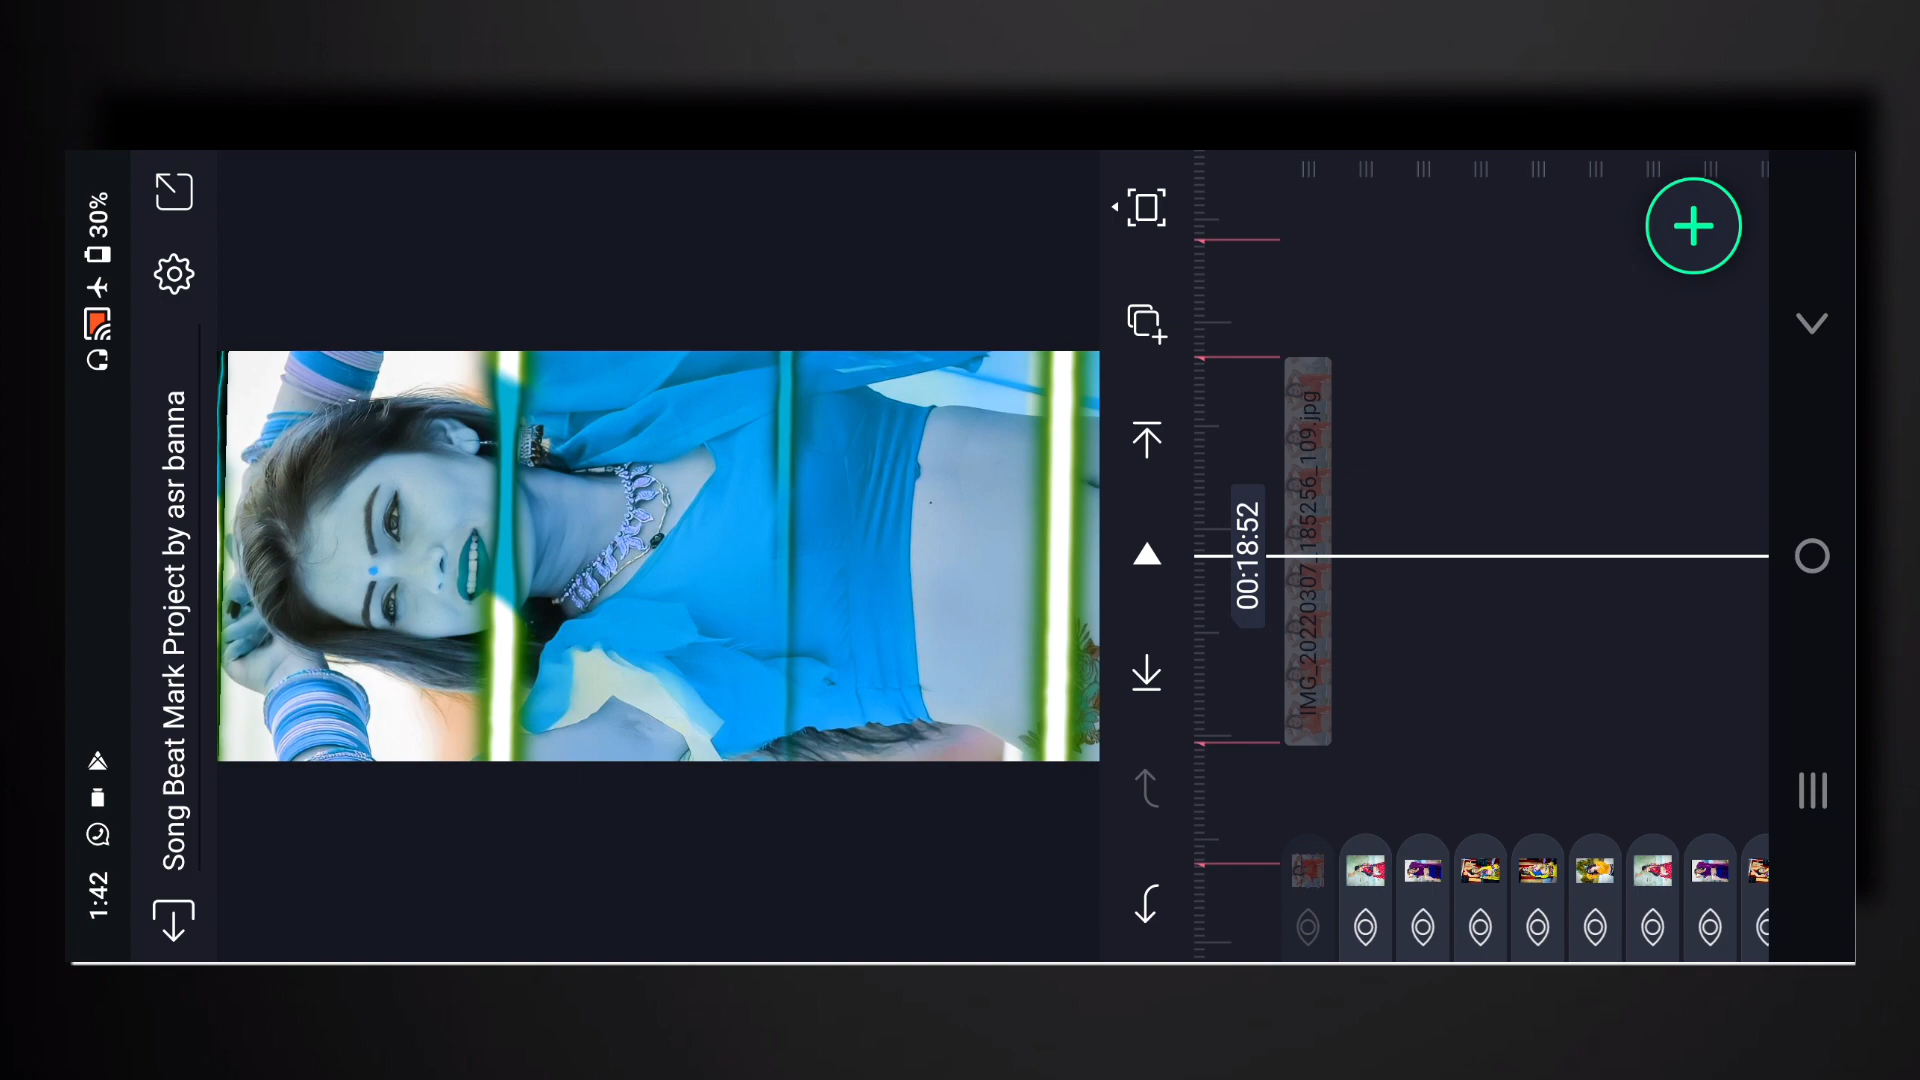 1:42
30%
Song Beat Mark Project by asr banna
00:18:52
IMG_20220307_185256_109.jpg